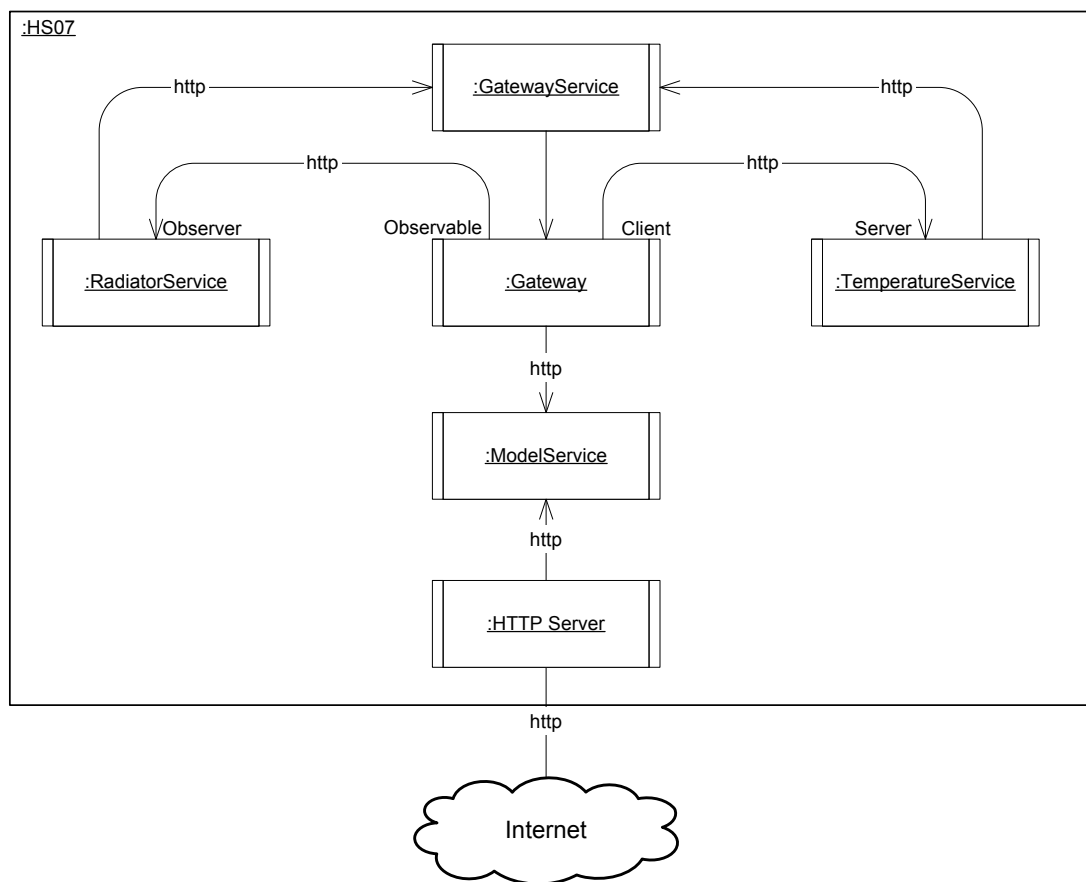 :HS07
http
:GatewayService
http
http
http
Observer
Observable
Client
Server
:RadiatorService
:Gateway
:TemperatureService
http
:ModelService
http
:HTTP Server
http
Internet